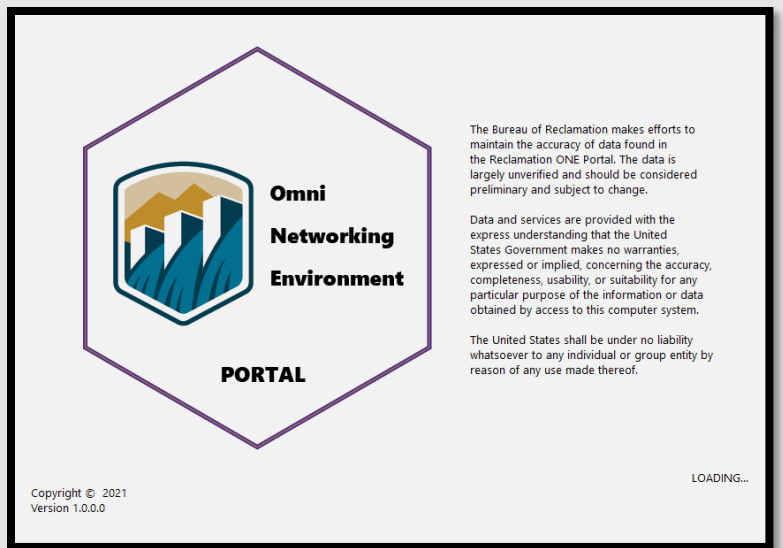 Omni
Networking
Environment
PORTAL
The Bureau of Reclamation makes efforts to
maintain the accuracy of data found in
the Reclamation ONE Portal. The data is
largely unverified and should be considered
preliminary and subject to change.
Data and services are provided with the
express understanding that the United
States Government makes no warranties,
expressed or implied, concerning the accuracy,
completeness, usability, or suitability for any
particular purpose of the information or data
obtained by access to this computer system.
The United States shall be under no liability
whatsoever to any individual or group entity by
reason of any use made thereof.
LOADING...
Copyright © 2021
Version 1.0.0.0